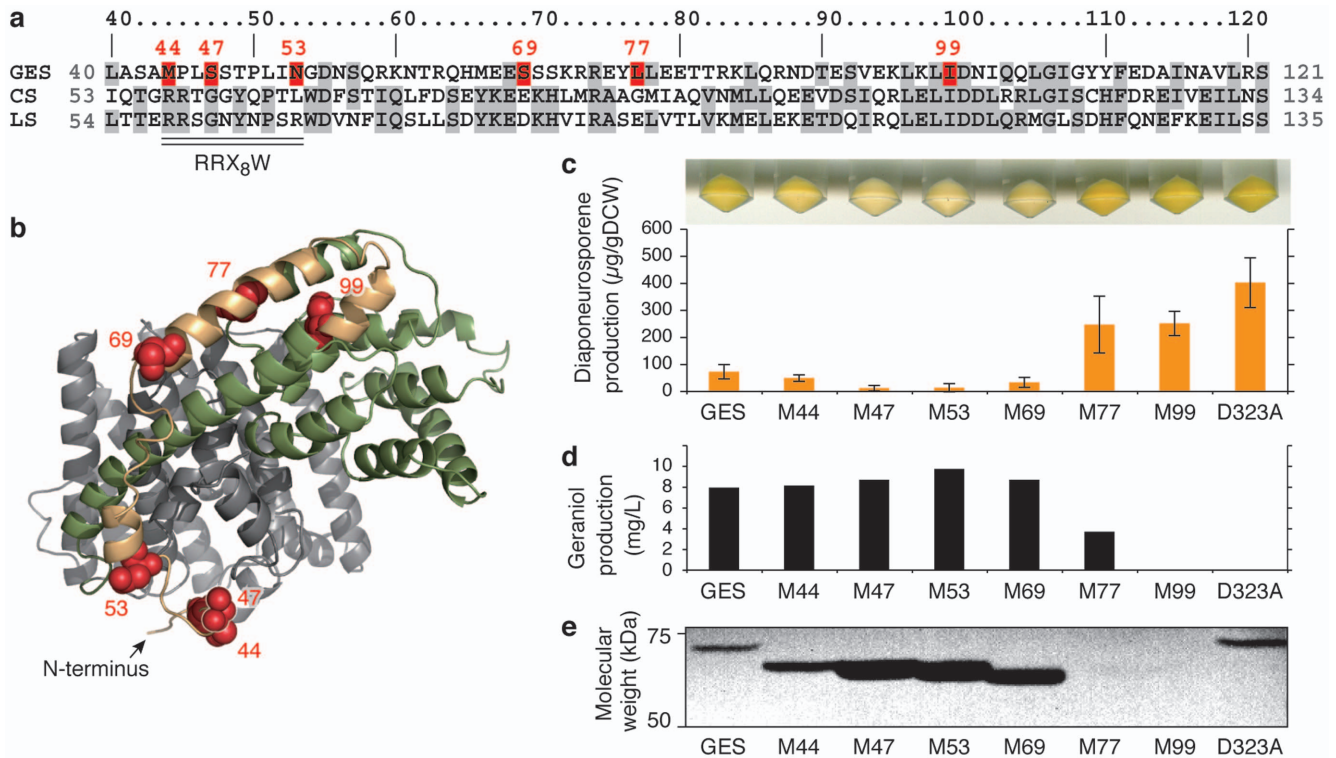 a 40........50........60........70........80........90........100.......110.......120.
44 47 53 69 77 99
GES 40 LASAMPLSSTPLINGDNSQRKNTRQHMEESSSKRREYLLEETTRKLQRNDTESVEKLKLIDNIQQLGIGYYFEDAINAVLRS 121
CS 53 IQTGRRTGGYQPTLWDFSTIQLFDSEYKEEKHLMRAAGMIAQVNMLLQEEVDSIQRLELIDDLRRLGISCHFDREIVEILNS 134
LS 54 LTTERRSGNYNPSRWDVNFIQSLLSDYKEDKHVIRASELVTLVKMELEKETDQIRQLELIDDLQRMGLSDHFQNEFKEILSS 135
RRX8W
b
77
99
69
53
47
44
N-terminus
c
Diaponeurosporene
production (µg/gDCW)
600
500
400
300
200
100
0
GES M44 M47 M53 M69 M77 M99 D323A
d
Geraniol
production
(mg/L)
10
8
6
4
2
0
GES M44 M47 M53 M69 M77 M99 D323A
e
Molecular
weight (kDa)
75
50
GES M44 M47 M53 M69 M77 M99 D323A